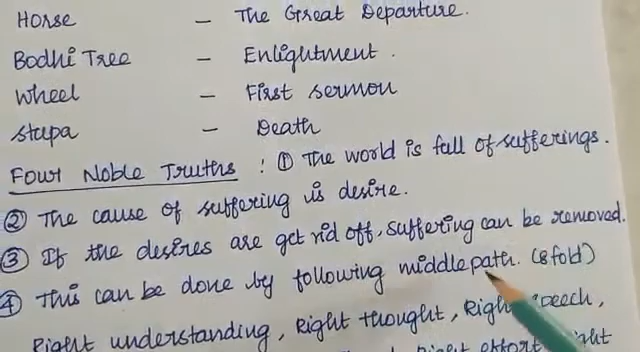 Horse – The Great Departure.
Bodhi Tree – Enlightment.
Wheel – First sermon
Stupa – Death
Four Noble Truths : ① The world is full of sufferings.
② The cause of suffering is desire.
③ If the desires are get rid off, suffering can be removed.
④ This can be done by following middle path. (8 fold)
Right understanding, Right thought, Right speech,
Right effort